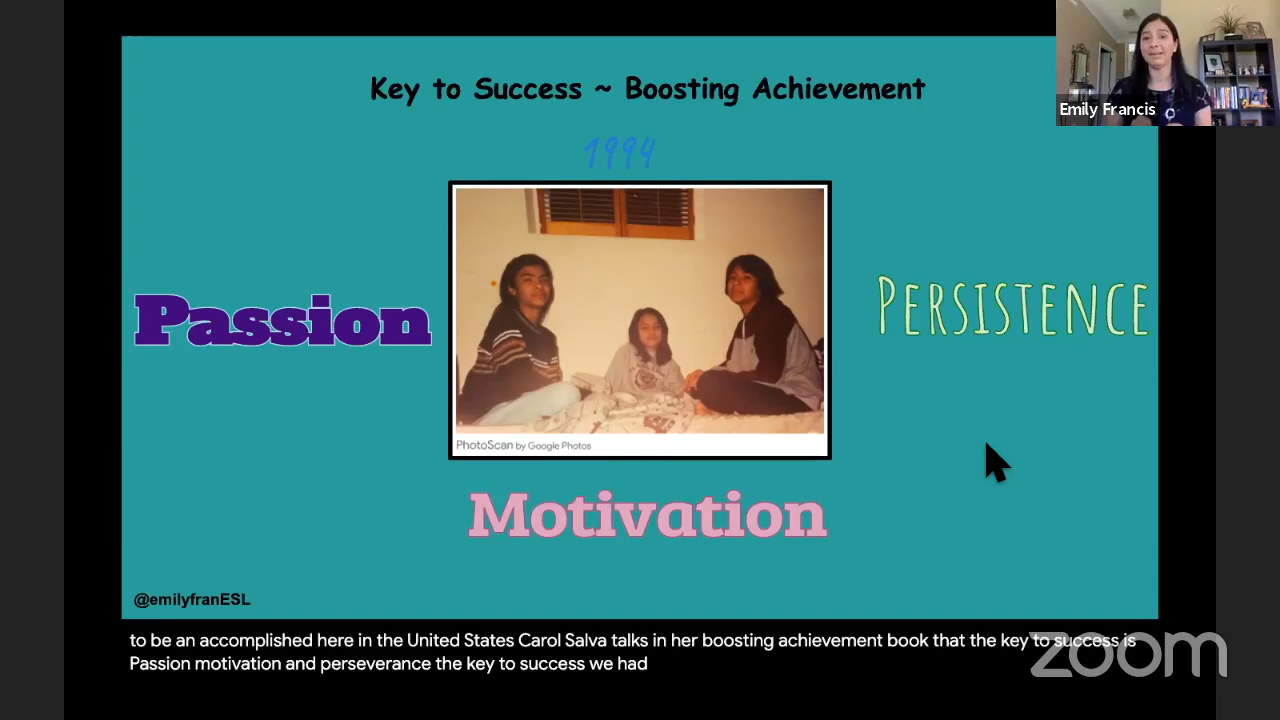 Key to Success ~ Boosting Achievement
Emily Francis
1994
Passion
PERSISTENCE
PhotoScan by Google Photos
Motivation
@emilyfranESL
to be an accomplished here in the United States Carol Salva talks in her boosting achievement book that the key to success is
Passion motivation and perseverance the key to success we had
zoom